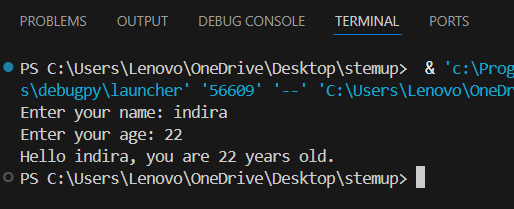 PROBLEMS OUTPUT DEBUG CONSOLE TERMINAL PORTS
PS C:\Users\Lenovo\OneDrive\Desktop\stemup>  & 'c:\Prog
s\debugpy\launcher' '56609' '--' 'C:\Users\Lenovo\OneDr
Enter your name: indira
Enter your age: 22
Hello indira, you are 22 years old.
PS C:\Users\Lenovo\OneDrive\Desktop\stemup>